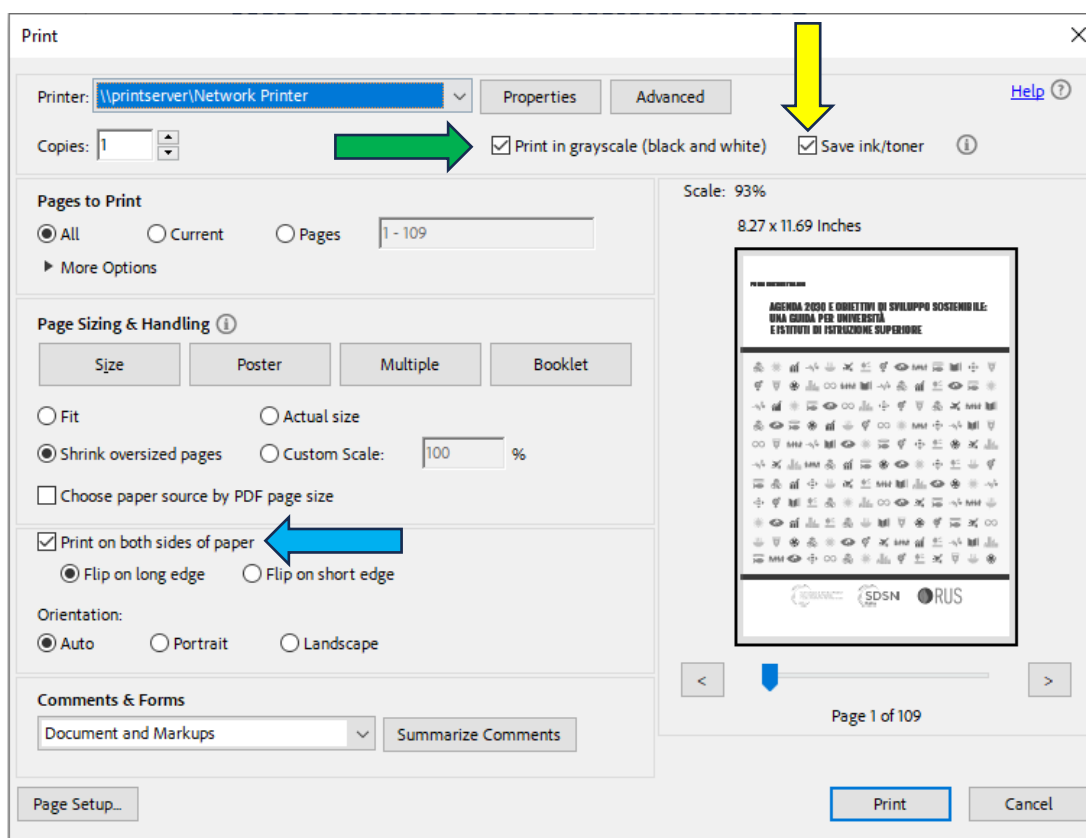 Print
Printer: \\printserver\Network Printer Properties Advanced Help
Copies: 1 Print in grayscale (black and white) Save ink/toner
Pages to Print
All Current Pages 1 - 109
More Options
Page Sizing & Handling
Size Poster Multiple Booklet
Fit Actual size
Shrink oversized pages Custom Scale: 100 %
Choose paper source by PDF page size
Print on both sides of paper
Flip on long edge Flip on short edge
Orientation:
Auto Portrait Landscape
Comments & Forms
Document and Markups Summarize Comments
Page Setup...
Scale: 93%
8.27 x 11.69 Inches
AGENDA 2030 E OBIETTIVI DI SVILUPPO SOSTENIBILE:
UNA GUIDA PER UNIVERSITÀ
E ISTITUTI DI ISTRUZIONE SUPERIORE
SDSN RUS
< >
Page 1 of 109
Print Cancel